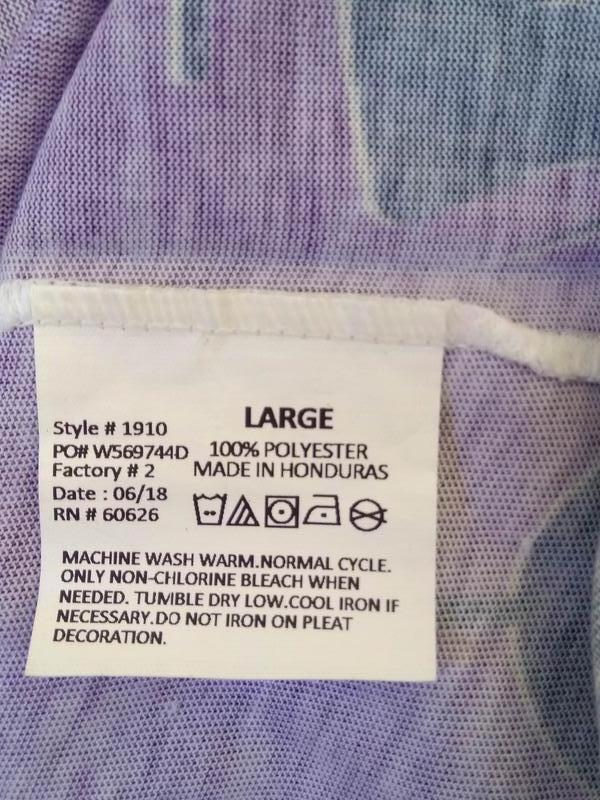 LARGE
Style # 1910
PO# W569744D
Factory # 2
Date : 06/18
RN # 60626
100% POLYESTER
MADE IN HONDURAS
MACHINE WASH WARM.NORMAL CYCLE.
ONLY NON-CHLORINE BLEACH WHEN
NEEDED. TUMBLE DRY LOW.COOL IRON IF
NECESSARY.DO NOT IRON ON PLEAT
DECORATION.